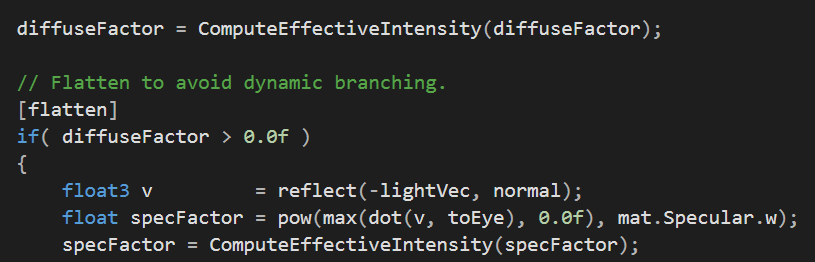 diffuseFactor = ComputeEffectiveIntensity(diffuseFactor);
// Flatten to avoid dynamic branching.
[flatten]
if( diffuseFactor > 0.0f )
{
    float3 v         = reflect(-lightVec, normal);
    float specFactor = pow(max(dot(v, toEye), 0.0f), mat.Specular.w);
    specFactor = ComputeEffectiveIntensity(specFactor);